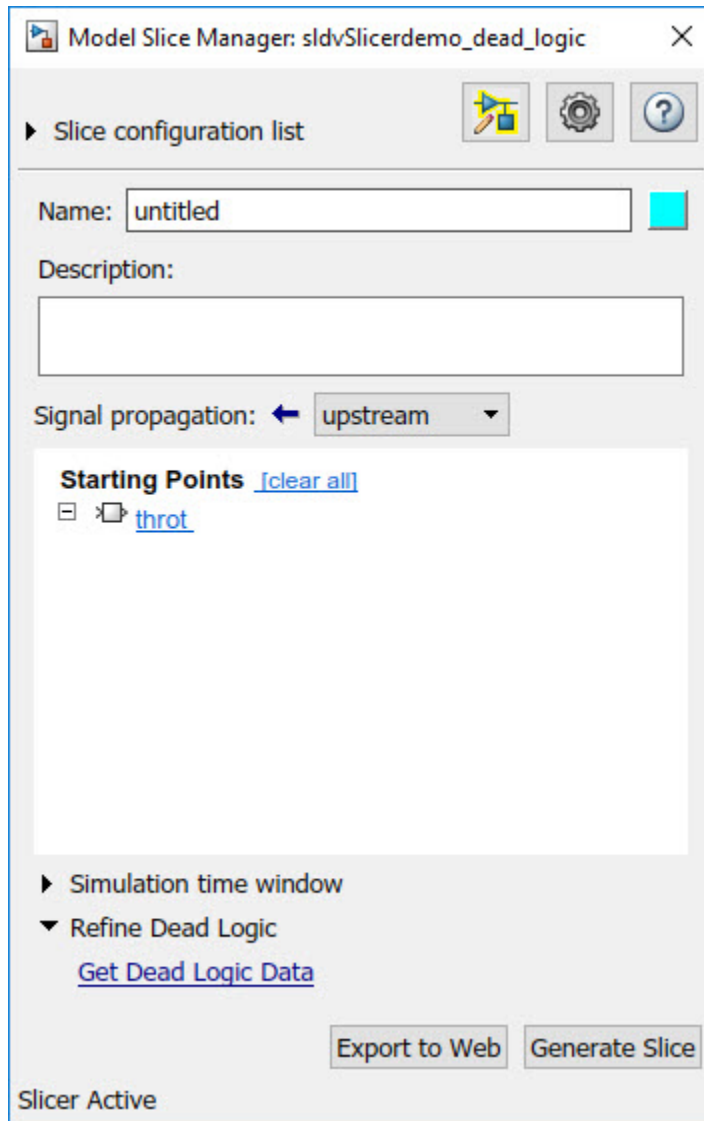 Model Slice Manager: sldvSlicerdemo_dead_logic
Slice configuration list
Name: untitled
Description:
Signal propagation: upstream
Starting Points [clear all]
throt
Simulation time window
Refine Dead Logic
Get Dead Logic Data
Export to Web Generate Slice
Slicer Active